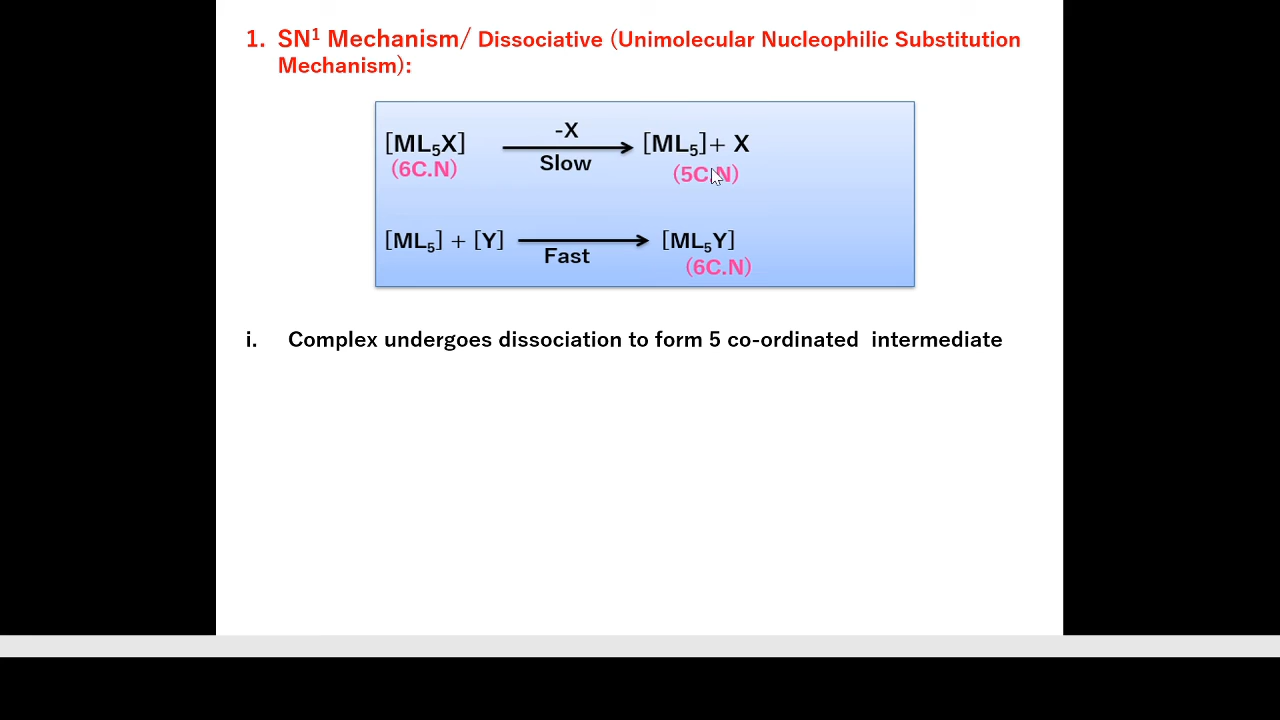 1. SN¹ Mechanism/ Dissociative (Unimolecular Nucleophilic Substitution
Mechanism):
[ML₅X] -X Slow [ML₅]+ X
(6C.N) (5C.N)
[ML₅] + [Y] Fast [ML₅Y]
(6C.N)
i. Complex undergoes dissociation to form 5 co-ordinated intermediate